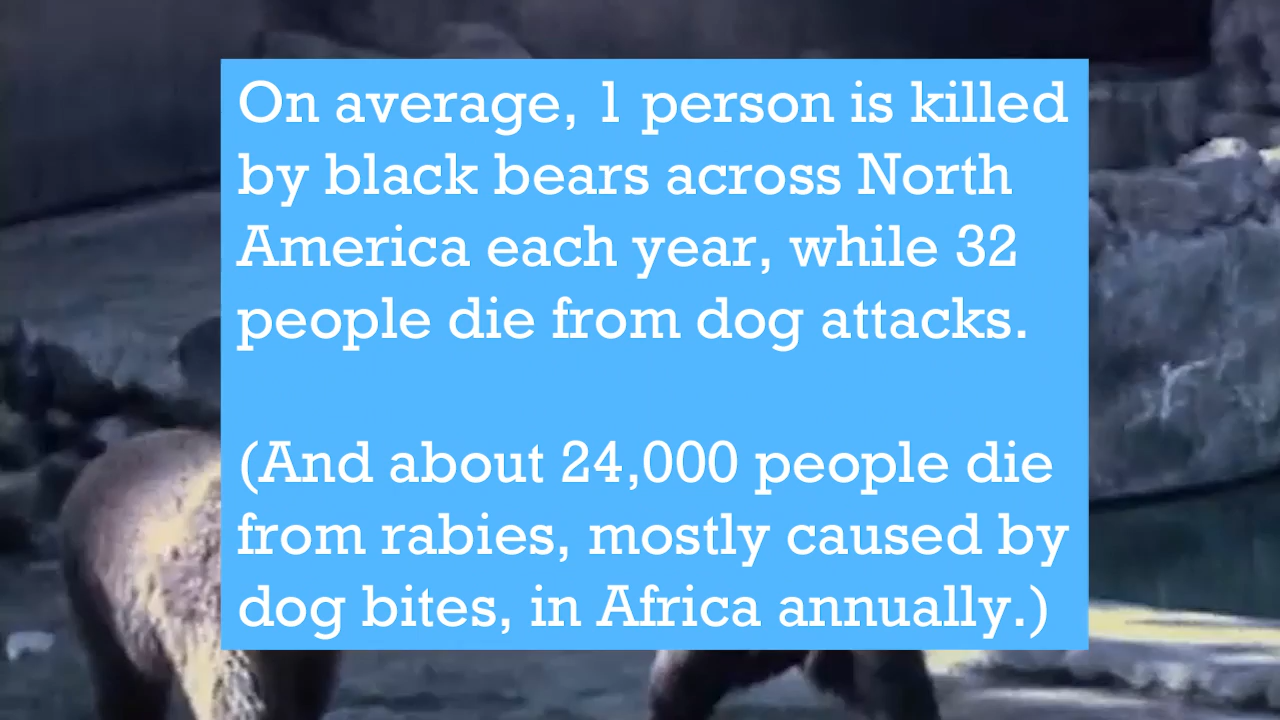 On average, 1 person is killed
by black bears across North
America each year, while 32
people die from dog attacks.
(And about 24,000 people die
from rabies, mostly caused by
dog bites, in Africa annually.)